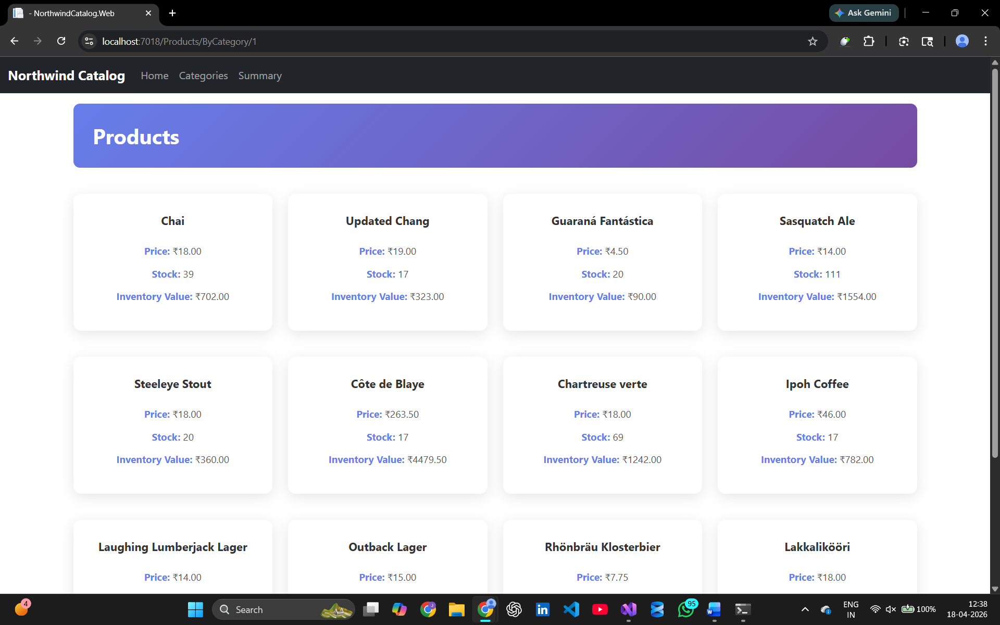 - NorthwindCatalog.Web
Ask Gemini
localhost:7018/Products/ByCategory/1
Northwind Catalog Home Categories Summary
Products
Chai Updated Chang Guaraná Fantástica Sasquatch Ale
Price: ₹18.00 Price: ₹19.00 Price: ₹4.50 Price: ₹14.00
Stock: 39 Stock: 17 Stock: 20 Stock: 111
Inventory Value: ₹702.00 Inventory Value: ₹323.00 Inventory Value: ₹90.00 Inventory Value: ₹1554.00
Steeleye Stout Côte de Blaye Chartreuse verte Ipoh Coffee
Price: ₹18.00 Price: ₹263.50 Price: ₹18.00 Price: ₹46.00
Stock: 20 Stock: 17 Stock: 69 Stock: 17
Inventory Value: ₹360.00 Inventory Value: ₹4479.50 Inventory Value: ₹1242.00 Inventory Value: ₹782.00
Laughing Lumberjack Lager Outback Lager Rhönbräu Klosterbier Lakkalikööri
Price: ₹14.00 Price: ₹15.00 Price: ₹7.75 Price: ₹18.00
4
Search
95
ENG
IN
100%
12:38
18-04-2026